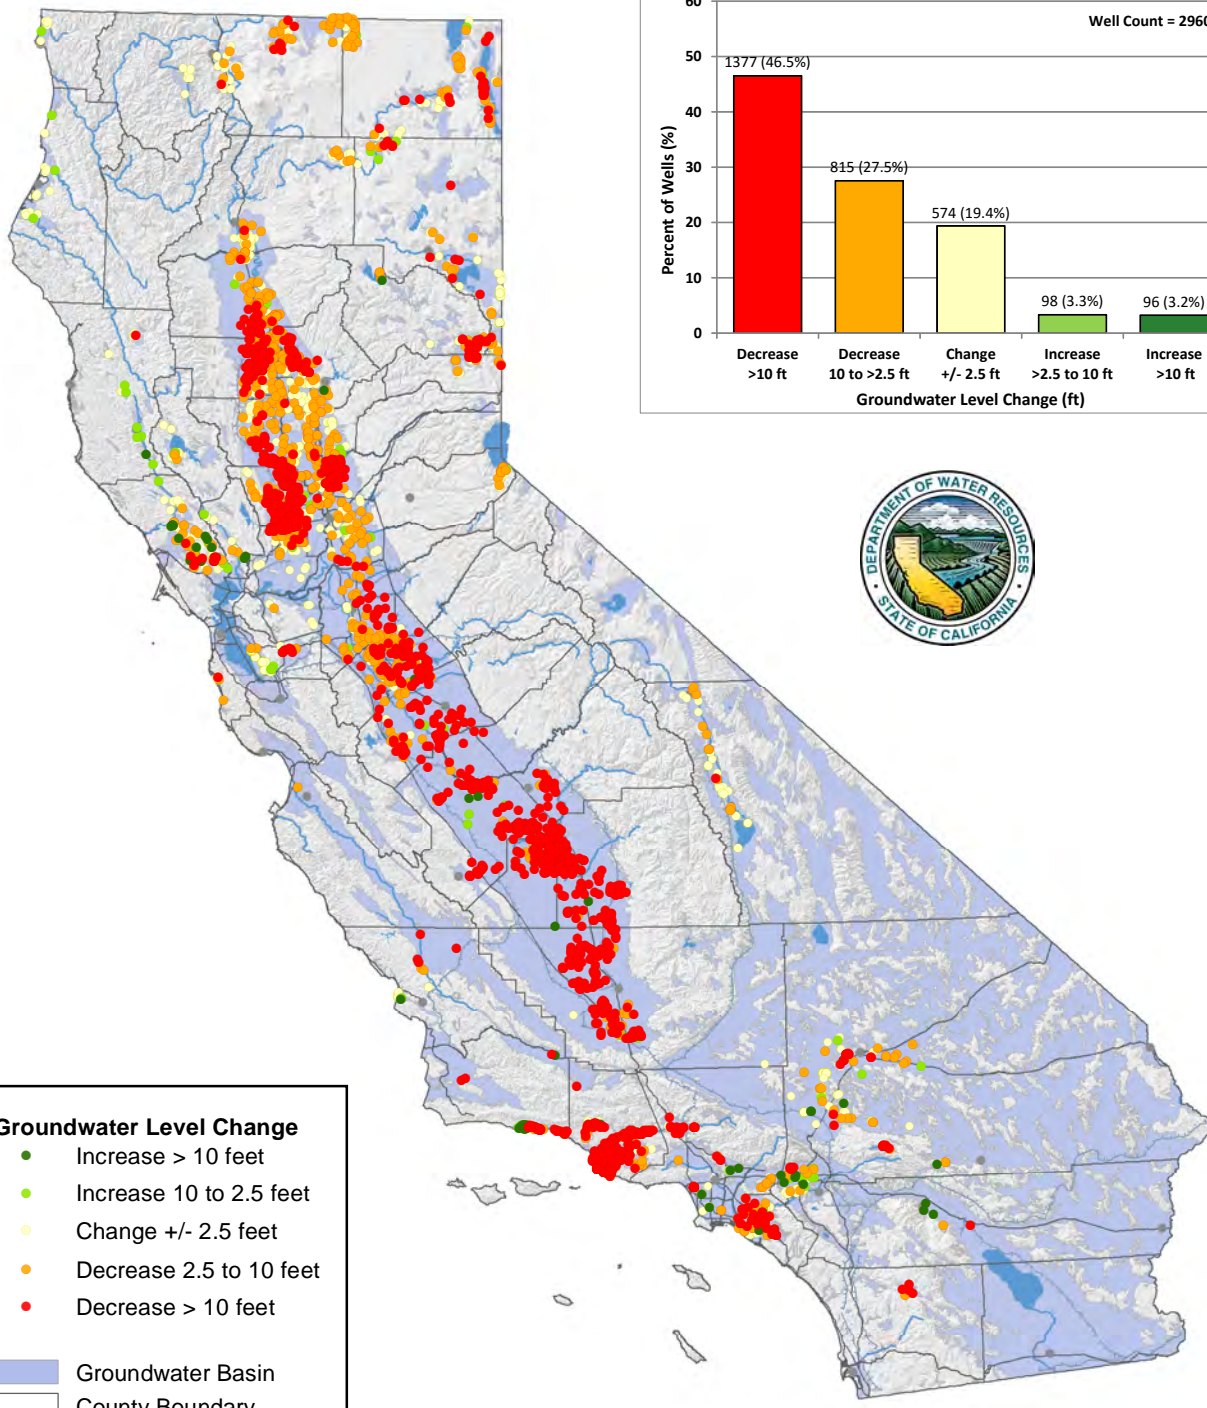 60
Well Count = 2960
50
1377 (46.5%)
40
30
815 (27.5%)
574 (19.4%)
20
10
98 (3.3%)
96 (3.2%)
0
Percent of Wells (%)
Decrease >10 ft
Decrease 10 to >2.5 ft
Change +/- 2.5 ft
Increase >2.5 to 10 ft
Increase >10 ft
Groundwater Level Change (ft)
DEPARTMENT OF WATER RESOURCES
STATE OF CALIFORNIA
Groundwater Level Change
Increase > 10 feet
Increase 10 to 2.5 feet
Change +/- 2.5 feet
Decrease 2.5 to 10 feet
Decrease > 10 feet
Groundwater Basin
County Boundary